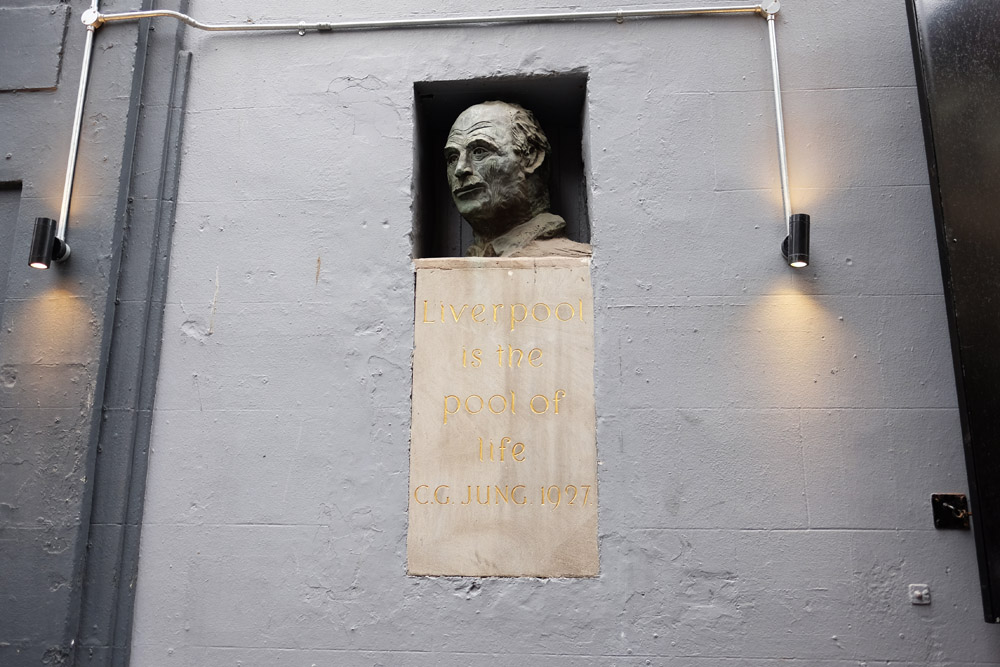 Liverpool
is the
pool of
life
C.G. JUNG. 1927.